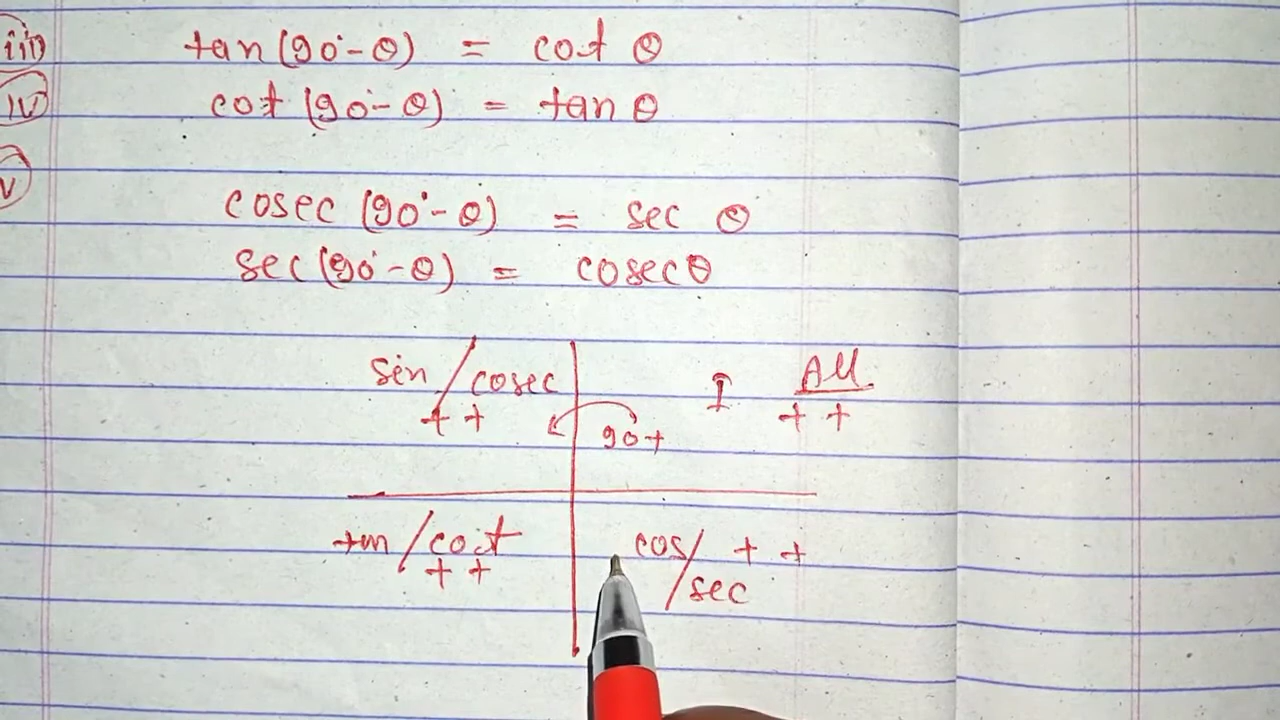 iii) tan (90°-θ) = cot θ
iv) cot (90°-θ) = tan θ
v
cosec (90°-θ) = sec θ
sec (90°-θ) = cosec θ
sin / cosec
+ +
I All
+ +
90+
tan / cot
+ +
cos / + +
/ sec